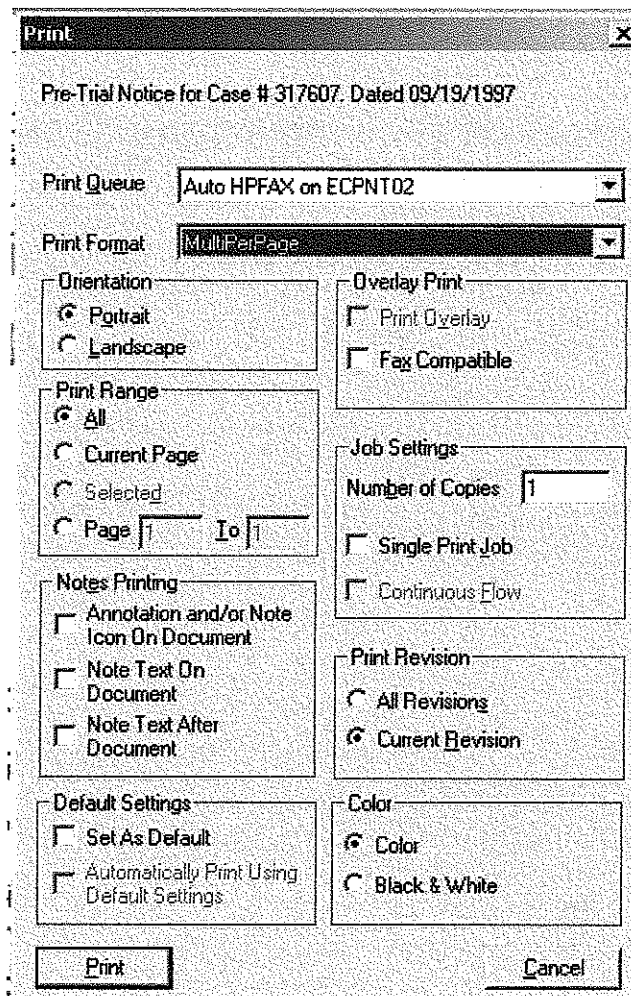 Print
Pre-Trial Notice for Case # 317607. Dated 09/19/1997
Print Queue Auto HPFAX on ECPNT02
Print Format MultiPerPage
Orientation
Portrait
Landscape
Overlay Print
Print Overlay
Fax Compatible
Print Range
All
Current Page
Selected
Page 1 To 1
Job Settings
Number of Copies 1
Single Print Job
Continuous Flow
Notes Printing
Annotation and/or Note
Icon On Document
Note Text On
Document
Note Text After
Document
Print Revision
All Revisions
Current Revision
Default Settings
Set As Default
Automatically Print Using
Default Settings
Color
Color
Black & White
Print
Cancel